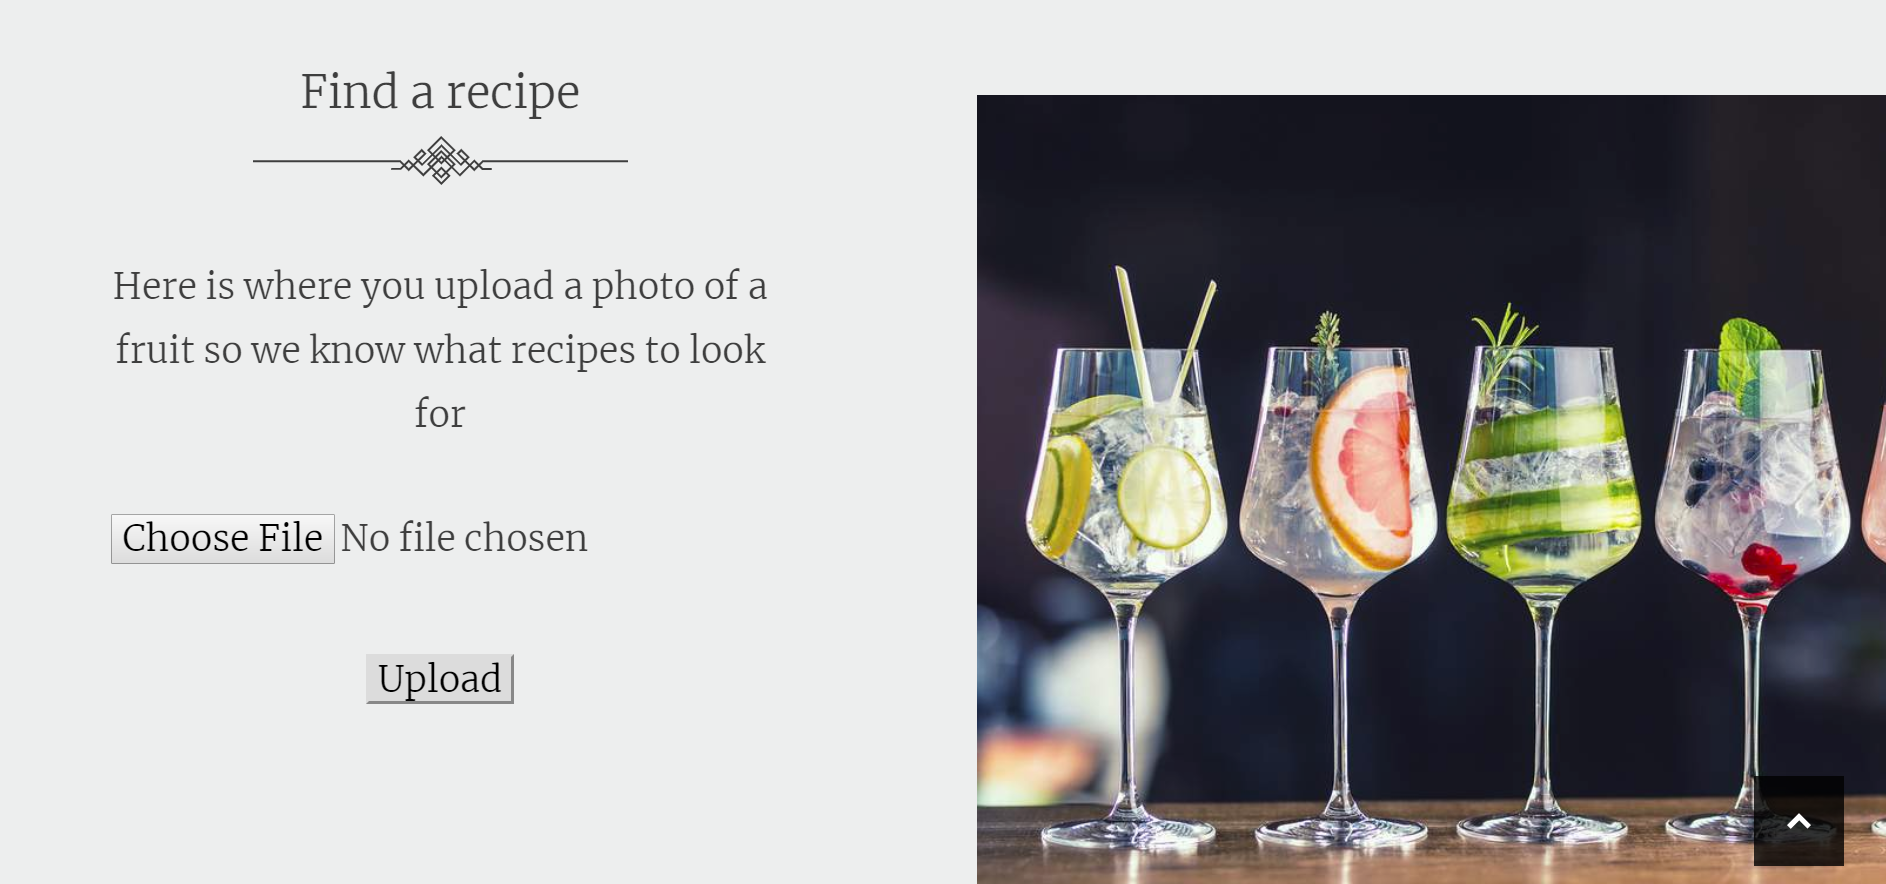 Find a recipe
Here is where you upload a photo of a
fruit so we know what recipes to look
for
Choose File No file chosen
Upload